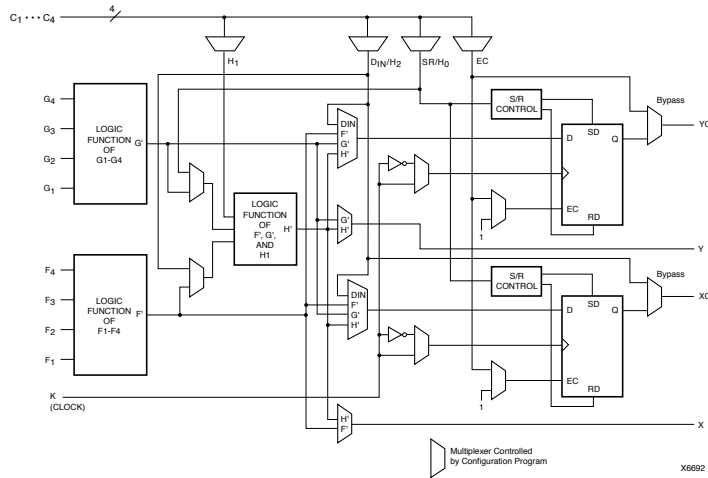 C1 • • • C4
4
H1
DIN/H2
SR/H0
EC
G4
G3
G2
G1
LOGIC
FUNCTION
OF
G1-G4
G'
DIN
F'
G'
H'
S/R
CONTROL
D
SD
Q
EC
RD
1
Bypass
YQ
LOGIC
FUNCTION
OF
F', G',
AND
H1
H'
G'
H'
Y
F4
F3
F2
F1
LOGIC
FUNCTION
OF
F1-F4
F'
DIN
F'
G'
H'
S/R
CONTROL
D
SD
Q
EC
RD
1
Bypass
K
(CLOCK)
H'
F'
X
Multiplexer Controlled
by Configuration Program
X6692